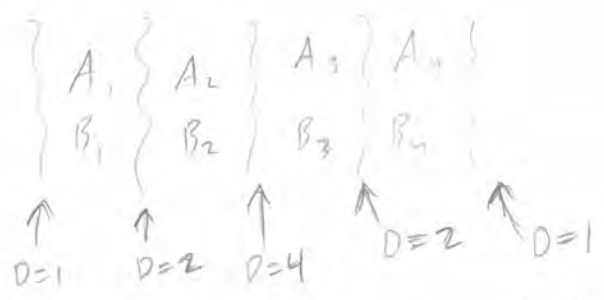 A₁ A₂ A₃ A₄
B₁ B₂ B₃ B₄
D=1 D=2 D=4 D=2 D=1